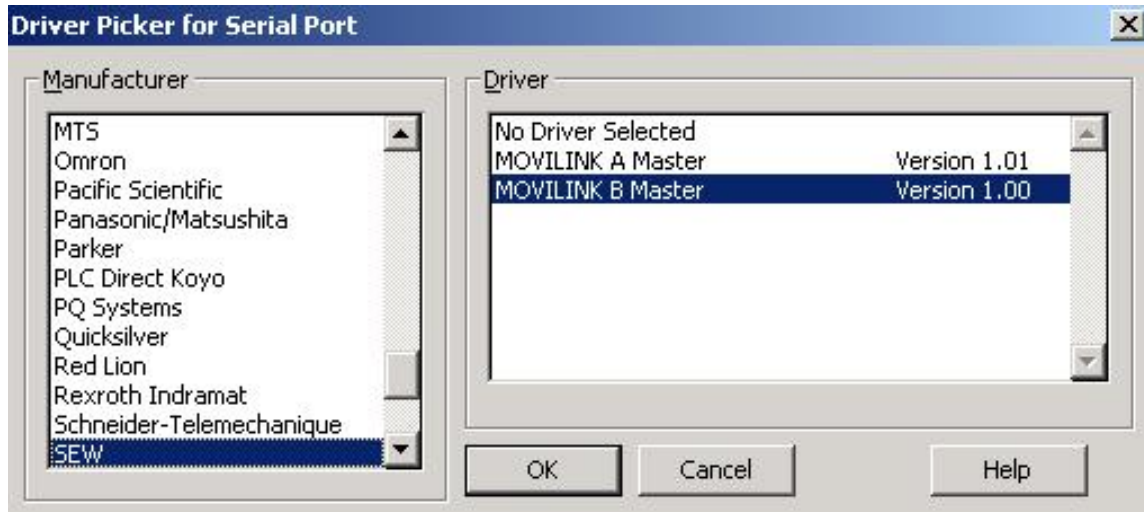 Driver Picker for Serial Port
Manufacturer
MTS
Omron
Pacific Scientific
Panasonic/Matsushita
Parker
PLC Direct Koyo
PQ Systems
Quicksilver
Red Lion
Rexroth Indramat
Schneider-Telemechanique
SEW
Driver
No Driver Selected
MOVILINK A Master Version 1.01
MOVILINK B Master Version 1.00
OK Cancel Help